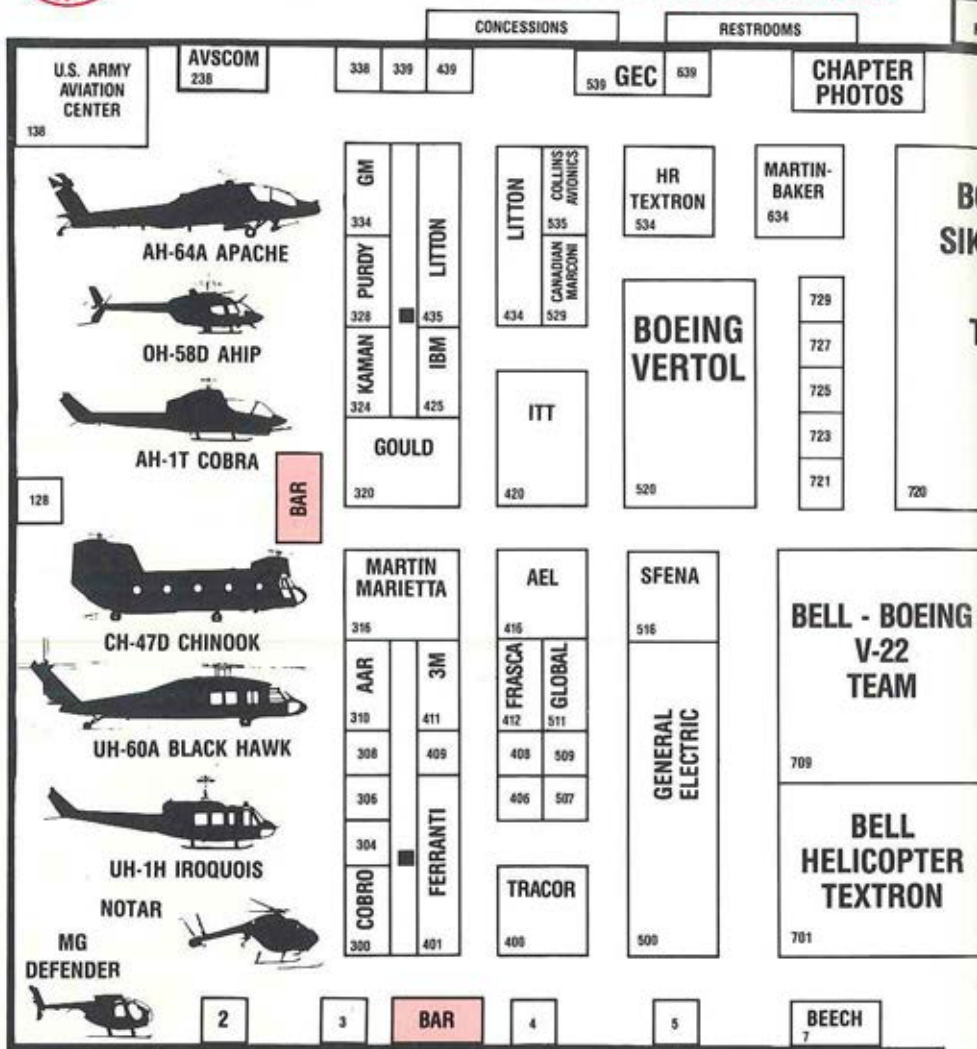 CONCESSIONS
RESTROOMS
U.S. ARMY
AVIATION
CENTER
138
AVSCOM
238
338
339
439
539 GEC
639
CHAPTER
PHOTOS
AH-64A APACHE
OH-58D AHIP
AH-1T COBRA
128
BAR
CH-47D CHINOOK
UH-60A BLACK HAWK
UH-1H IROQUOIS
NOTAR
MG
DEFENDER
GM
334
PURDY
328
KAMAN
324
LITTON
435
IBM
425
GOULD
320
LITTON
434
COLLINS
AVIONICS
535
CANADIAN
MARCONI
529
ITT
420
HR
TEXTRON
534
MARTIN-
BAKER
634
BOEING
VERTOL
520
729
727
725
723
721
720
MARTIN
MARIETTA
316
AAR
310
3M
411
308
409
306
304
COBRO
300
FERRANTI
401
AEL
416
FRASCA
412
GLOBAL
511
408
509
406
507
TRACOR
400
SFENA
516
GENERAL
ELECTRIC
500
BELL - BOEING
V-22
TEAM
709
BELL
HELICOPTER
TEXTRON
701
2
3
BAR
4
5
BEECH
7